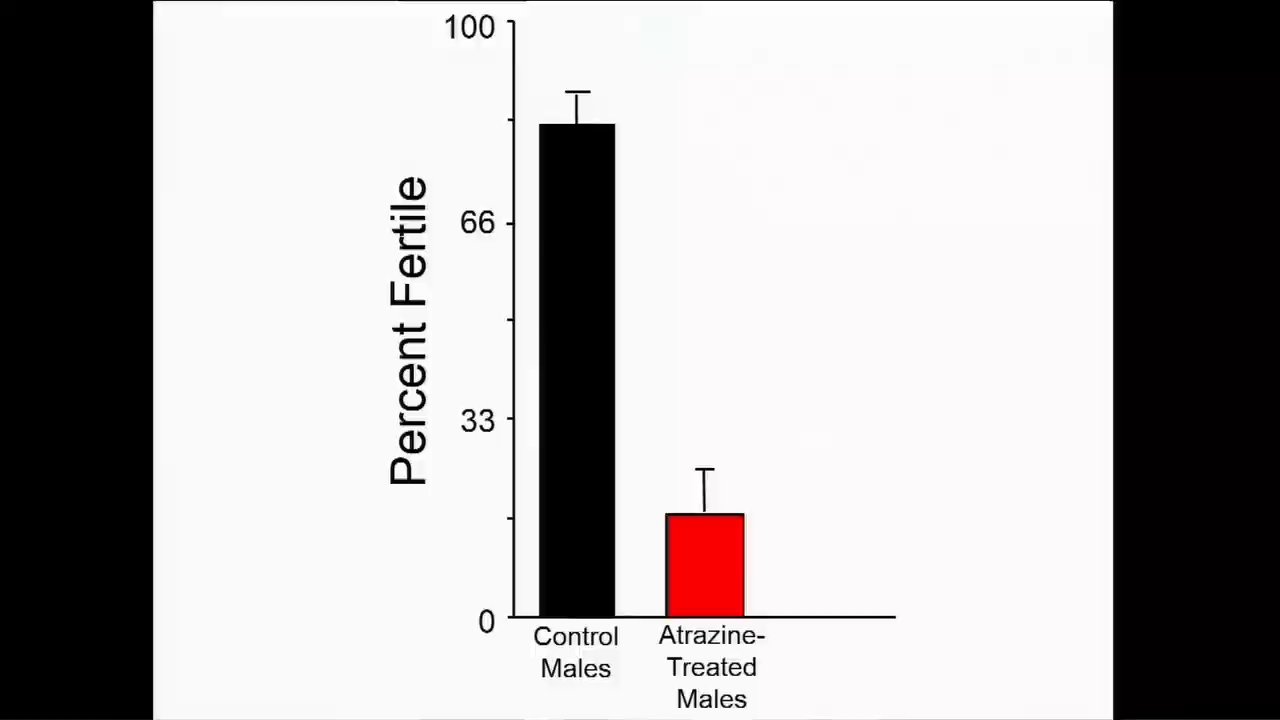 100
66
33
0
Percent Fertile
Control
Males
Atrazine-
Treated
Males